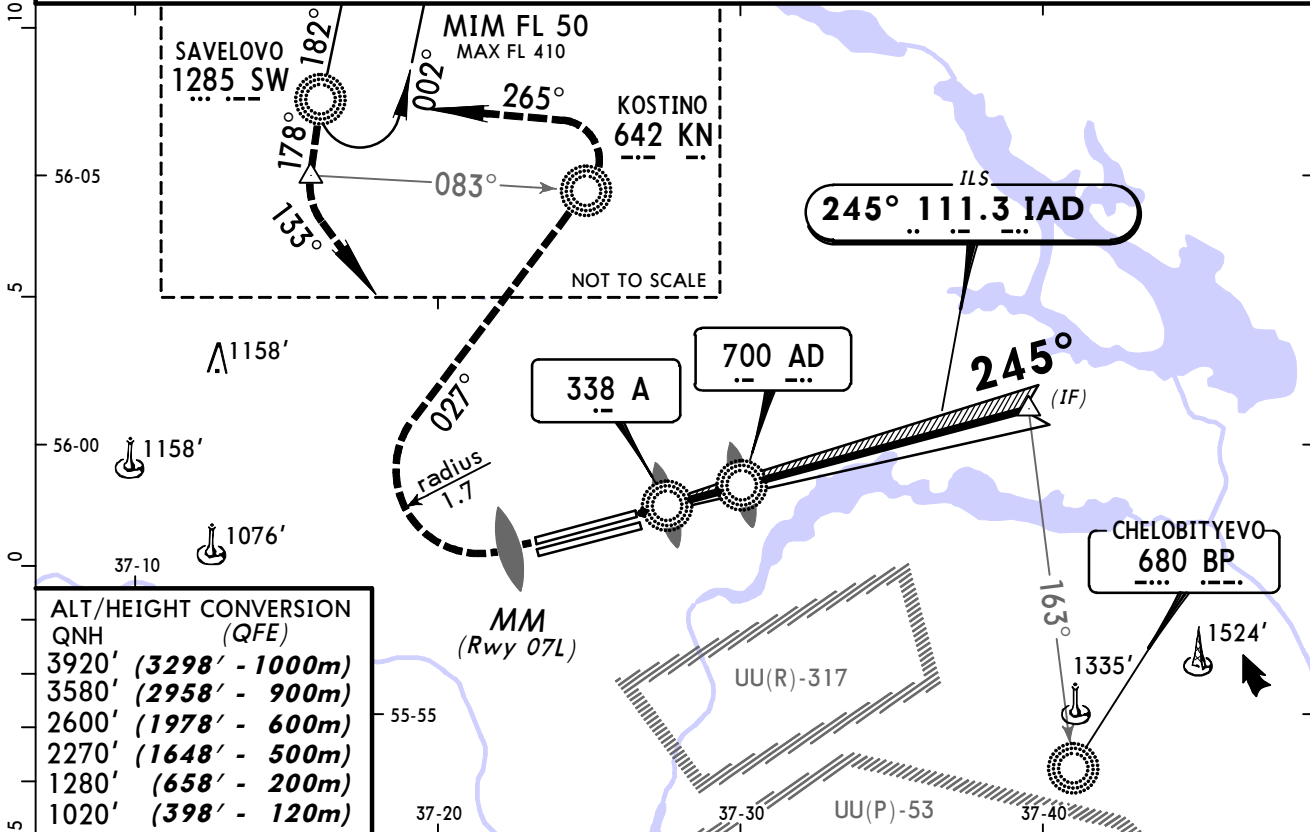 10
MIM FL 50
MAX FL 410
SAVELOVO
1285 SW
182°
002°
265°
KOSTINO
642 KN
178°
083°
133°
NOT TO SCALE
56-05
ILS
245° 111.3 IAD
5
1158'
700 AD
338 A
245°
(IF)
027°
56-00
1158'
radius
1.7
1076'
CHELOBITYEVO
680 BP
0
37-10
163°
MM
(Rwy 07L)
1524'
1335'
UU(R)-317
55-55
ALT/HEIGHT CONVERSION
QNH (QFE)
3920' (3298' - 1000m)
3580' (2958' - 900m)
2600' (1978' - 600m)
2270' (1648' - 500m)
1280' (658' - 200m)
1020' (398' - 120m)
5
37-20
37-30
UU(P)-53
37-40